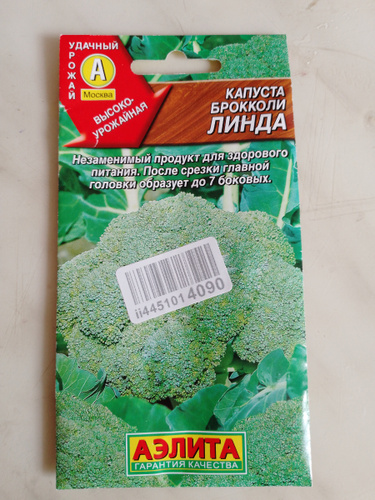 УДАЧНЫЙ
УРОЖАЙ
А
Москва
ВЫСОКО-
УРОЖАЙНАЯ
КАПУСТА
БРОККОЛИ
ЛИНДА
Незаменимый продукт для здорового
питания. После срезки главной
головки образует до 7 боковых.
ii4451014090
АЭЛИТА
ГАРАНТИЯ КАЧЕСТВА